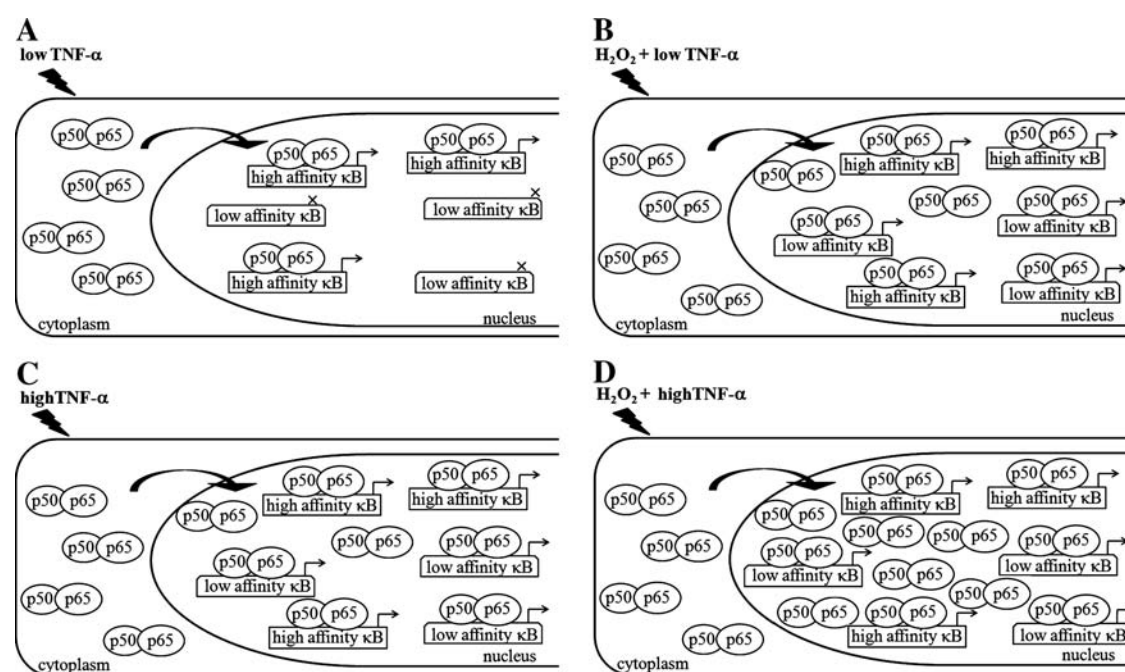 A
low TNF-α
p50 p65
p50 p65
p50 p65
p50 p65
cytoplasm
p50 p65
high affinity κB
p50 p65
high affinity κB
low affinity κB
low affinity κB
p50 p65
high affinity κB
low affinity κB
nucleus
B
H₂O₂ + low TNF-α
p50 p65
p50 p65
p50 p65
p50 p65
cytoplasm
p50 p65
high affinity κB
p50 p65
high affinity κB
p50 p65
p50 p65
p50 p65
low affinity κB
p50 p65
low affinity κB
p50 p65
high affinity κB
p50 p65
low affinity κB
nucleus
C
highTNF-α
p50 p65
p50 p65
p50 p65
p50 p65
cytoplasm
p50 p65
high affinity κB
p50 p65
high affinity κB
p50 p65
p50 p65
p50 p65
low affinity κB
p50 p65
low affinity κB
p50 p65
high affinity κB
p50 p65
low affinity κB
nucleus
D
H₂O₂ + highTNF-α
p50 p65
p50 p65
p50 p65
p50 p65
cytoplasm
p50 p65
high affinity κB
p50 p65
high affinity κB
p50 p65
p50 p65
p50 p65
p50 p65
low affinity κB
p50 p65
low affinity κB
p50 p65
p50 p65
p50 p65
p50 p65
high affinity κB
p50 p65
low affinity κB
nucleus